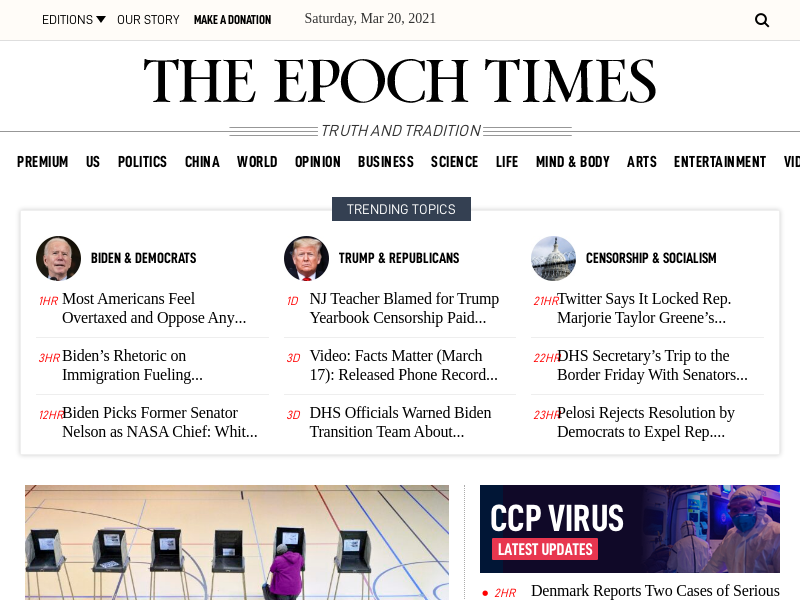 EDITIONS OUR STORY MAKE A DONATION Saturday, Mar 20, 2021
THE EPOCH TIMES
TRUTH AND TRADITION
PREMIUM US POLITICS CHINA WORLD OPINION BUSINESS SCIENCE LIFE MIND & BODY ARTS ENTERTAINMENT VID
TRENDING TOPICS
BIDEN & DEMOCRATS
1HR Most Americans Feel
Overtaxed and Oppose Any...
3HR Biden's Rhetoric on
Immigration Fueling...
12HR Biden Picks Former Senator
Nelson as NASA Chief: Whit...
TRUMP & REPUBLICANS
1D NJ Teacher Blamed for Trump
Yearbook Censorship Paid...
3D Video: Facts Matter (March
17): Released Phone Record...
3D DHS Officials Warned Biden
Transition Team About...
CENSORSHIP & SOCIALISM
21HR Twitter Says It Locked Rep.
Marjorie Taylor Greene's...
22HR DHS Secretary's Trip to the
Border Friday With Senators...
23HR Pelosi Rejects Resolution by
Democrats to Expel Rep....
CCP VIRUS
LATEST UPDATES
2HR Denmark Reports Two Cases of Serious